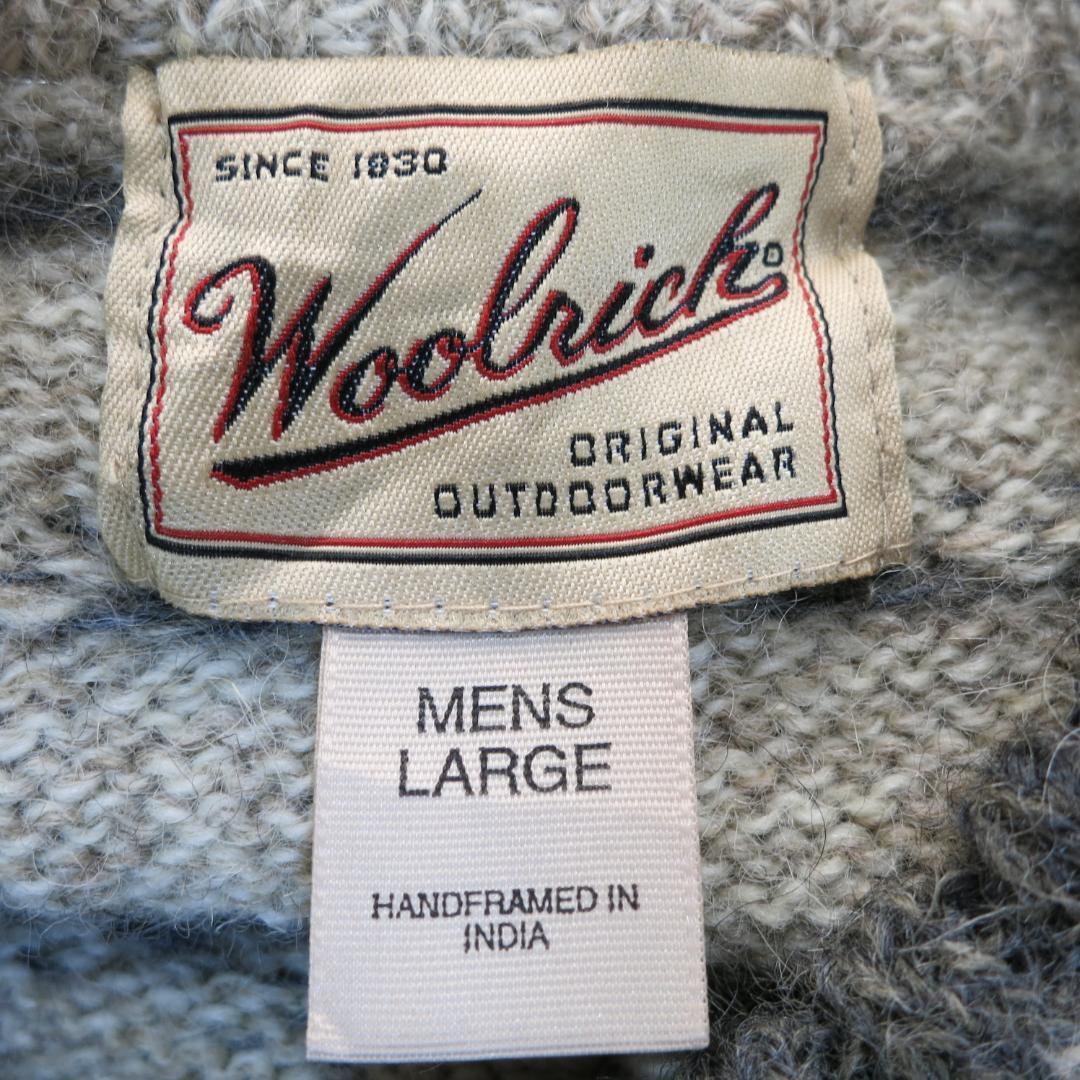 SINCE 1830
Woolrich®
ORIGINAL
OUTDOORWEAR
MENS
LARGE
HANDFRAMED IN
INDIA